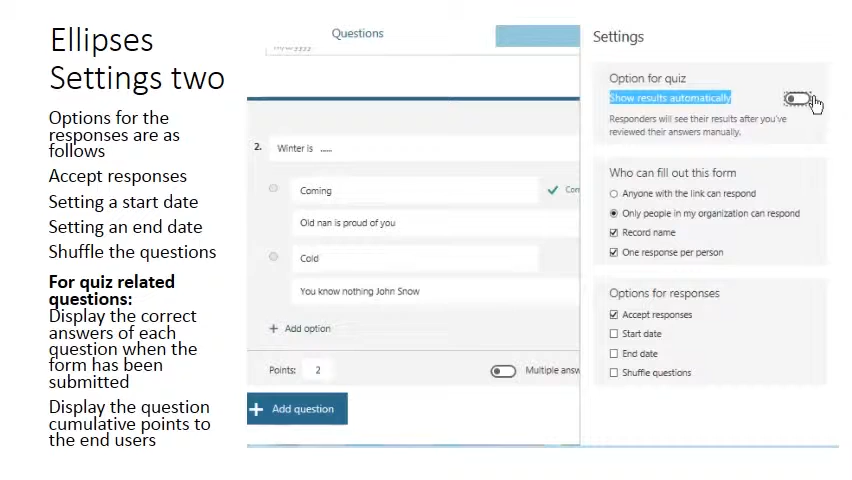 Ellipses
Settings two
Options for the
responses are as
follows
Accept responses
Setting a start date
Setting an end date
Shuffle the questions
For quiz related
questions:
Display the correct
answers of each
question when the
form has been
submitted
Display the question
cumulative points to
the end users
Questions
2. Winter is .....
Coming
Old nan is proud of you
Cold
You know nothing John Snow
+ Add option
Points: 2
Multiple answ
+ Add question
Settings
Option for quiz
Show results automatically
Responders will see their results after you've
reviewed their answers manually.
Who can fill out this form
Anyone with the link can respond
Only people in my organization can respond
Record name
One response per person
Options for responses
Accept responses
Start date
End date
Shuffle questions